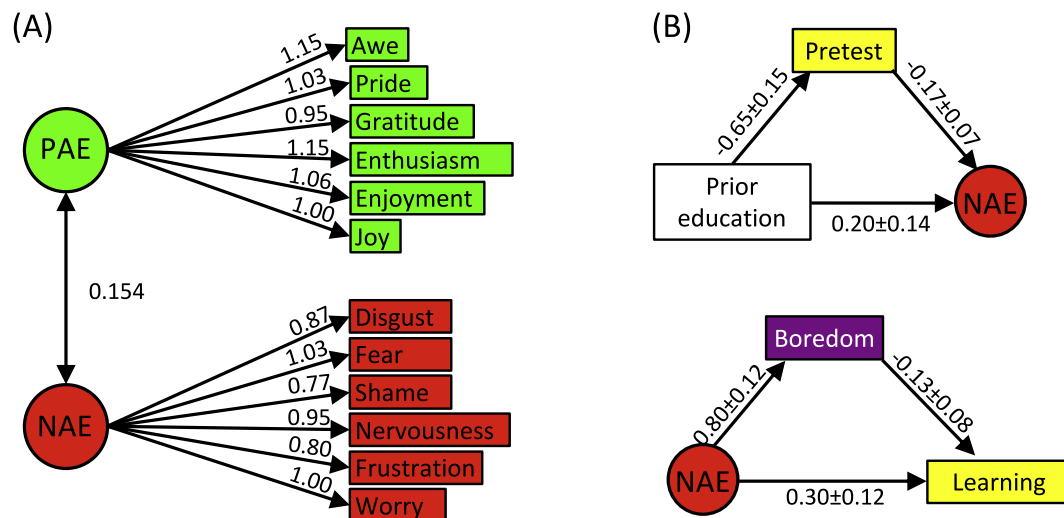 (A)
PAE
1.15
Awe
1.03
Pride
0.95
Gratitude
1.15
Enthusiasm
1.06
Enjoyment
1.00
Joy
0.154
NAE
0.87
Disgust
1.03
Fear
0.77
Shame
0.95
Nervousness
0.80
Frustration
1.00
Worry
(B)
Pretest
-0.65±0.15
-0.17±0.07
Prior
education
0.20±0.14
NAE
Boredom
0.80±0.12
-0.13±0.08
NAE
0.30±0.12
Learning